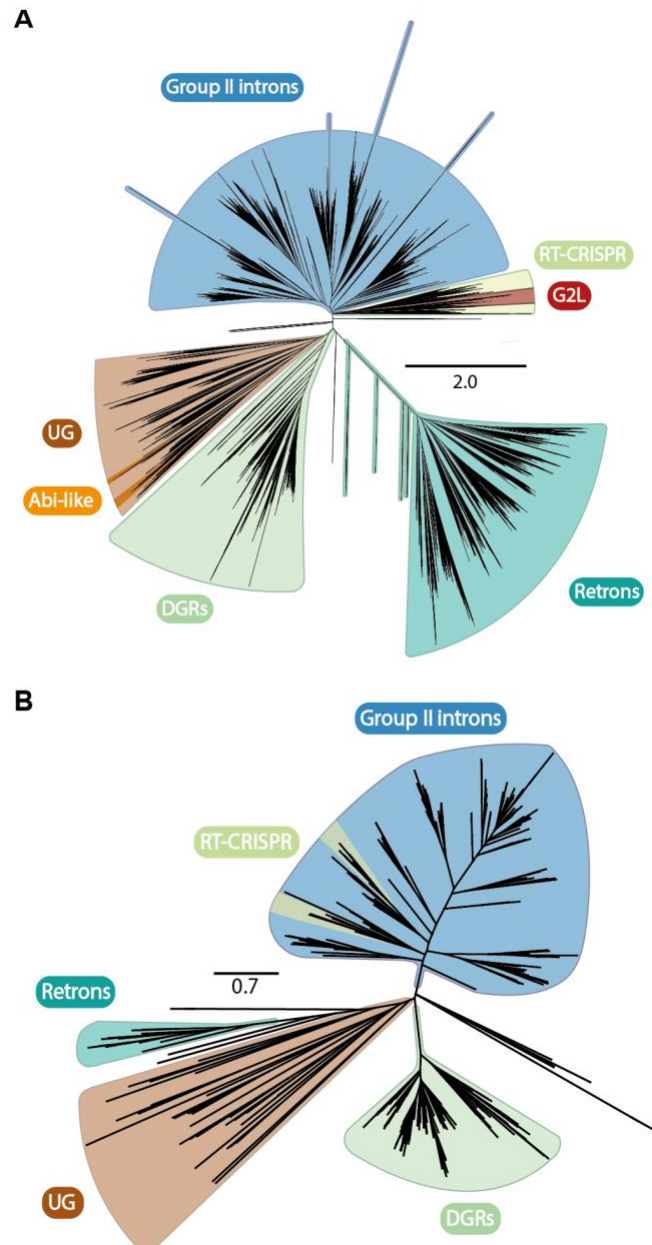 A
Group II introns
RT-CRISPR
G2L
2.0
UG
Abi-like
DGRs
Retrons
B
Group II introns
RT-CRISPR
0.7
Retrons
UG
DGRs